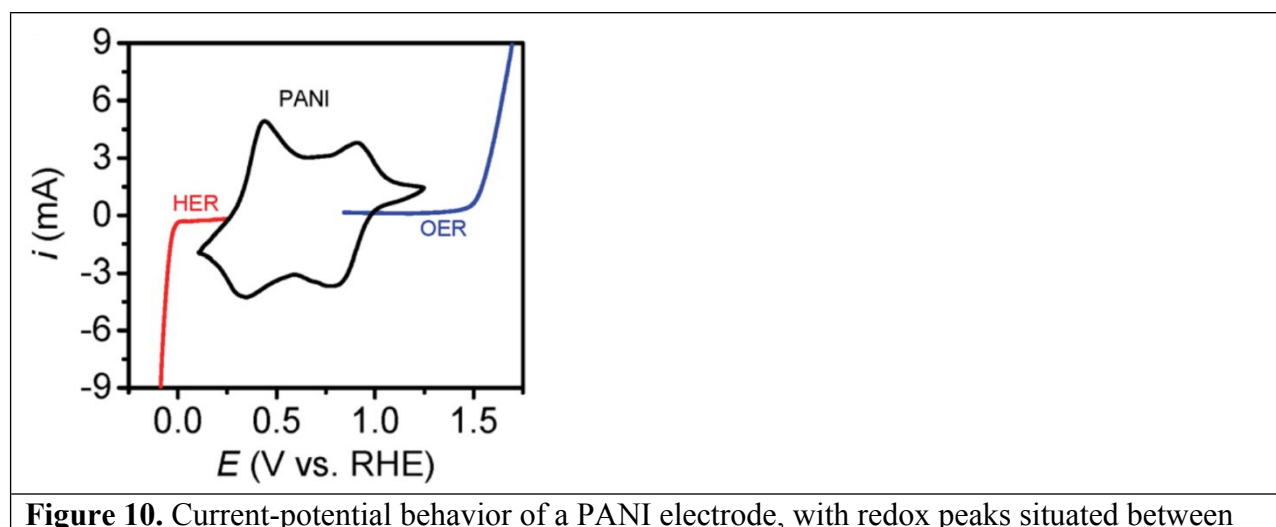 9
6
3
0
-3
-6
-9
i (mA)
PANI
HER
OER
0.0 0.5 1.0 1.5
E (V vs. RHE)
Figure 10. Current-potential behavior of a PANI electrode, with redox peaks situated between